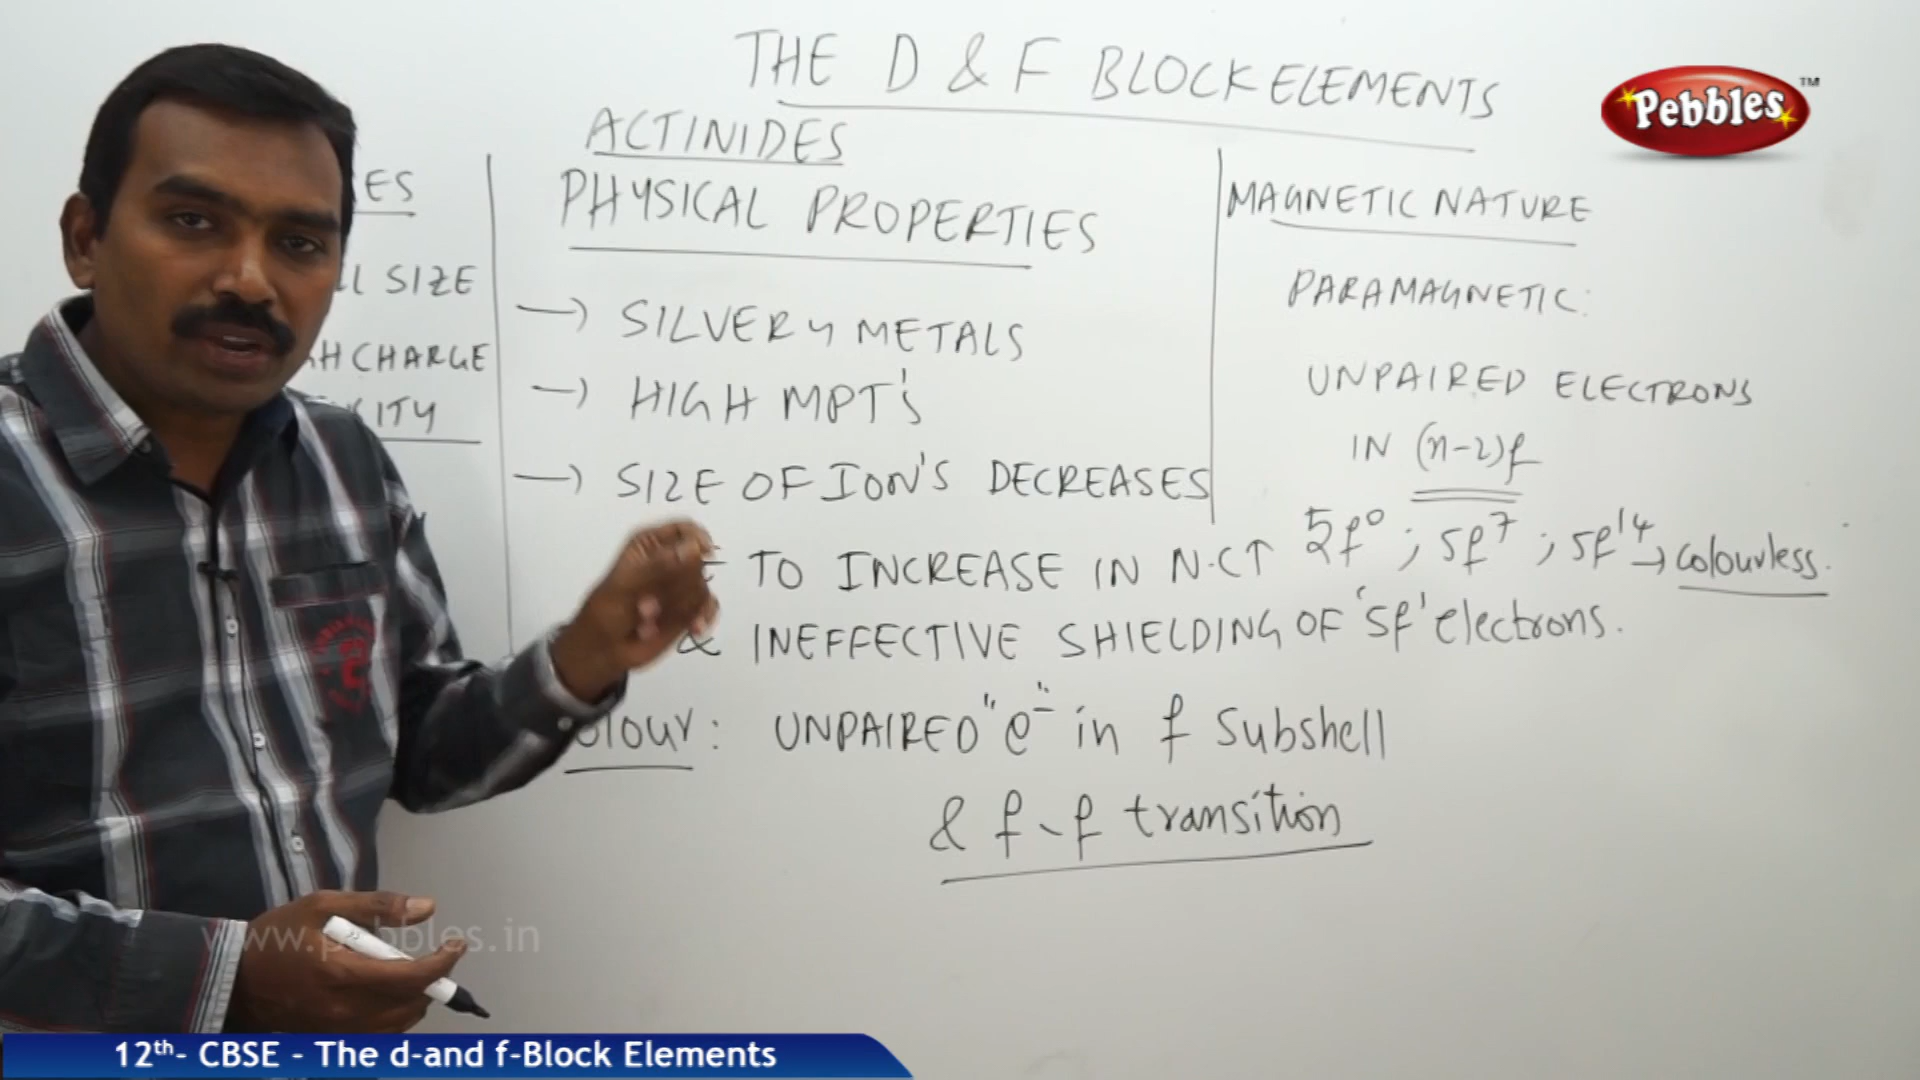 THE D & F BLOCK ELEMENTS
Pebbles TM
ACTINIDES
ES
SIZE
CHARGE
CITY
PHYSICAL PROPERTIES
→ SILVERY METALS
→ HIGH MPT'S
→ SIZE OF ION'S DECREASES
TO INCREASE IN N.C↑
& INEFFECTIVE SHIELDING OF '5f' electrons.
MAGNETIC NATURE
PARAMAGNETIC:
UNPAIRED ELECTRONS
IN (n-2)f
5f⁰ ; 5f⁷ ; 5f¹⁴ → colourless.
olour : UNPAIRED "e⁻" in f Subshell
& f-f transition
www.pebbles.in
12th- CBSE - The d-and f-Block Elements